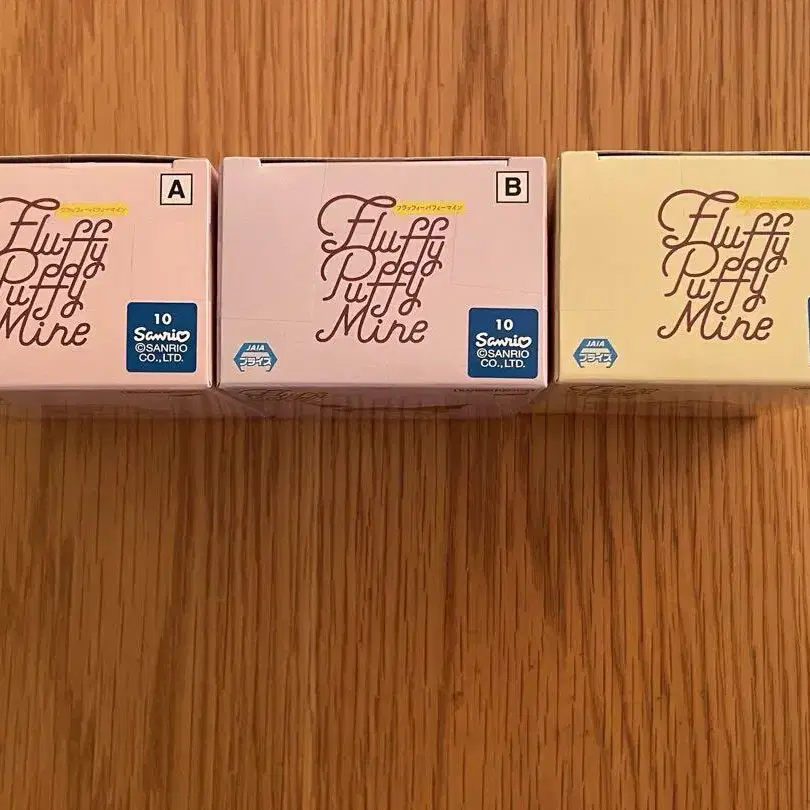 A
フラッフィーパフィーマイン
Fluffy
Puffy
Mine
10
Sanrio
©SANRIO
CO., LTD.
B
フラッフィーパフィーマイン
Fluffy
Puffy
Mine
JAIA
プライズ
10
Sanrio
©SANRIO
CO., LTD.
Fluffy
Puffy
Mine
JAIA
プライズ